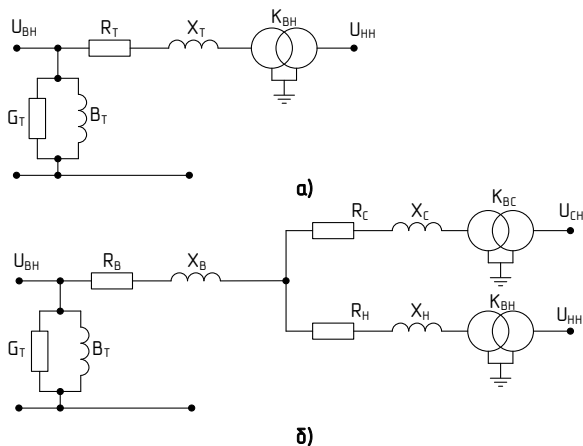 U_ВН R_Т X_Т K_ВН U_НН
G_Т B_Т
а)
R_С X_С K_ВС U_СН
U_ВН R_В X_В
R_Н X_Н K_ВН U_НН
G_Т B_Т
б)